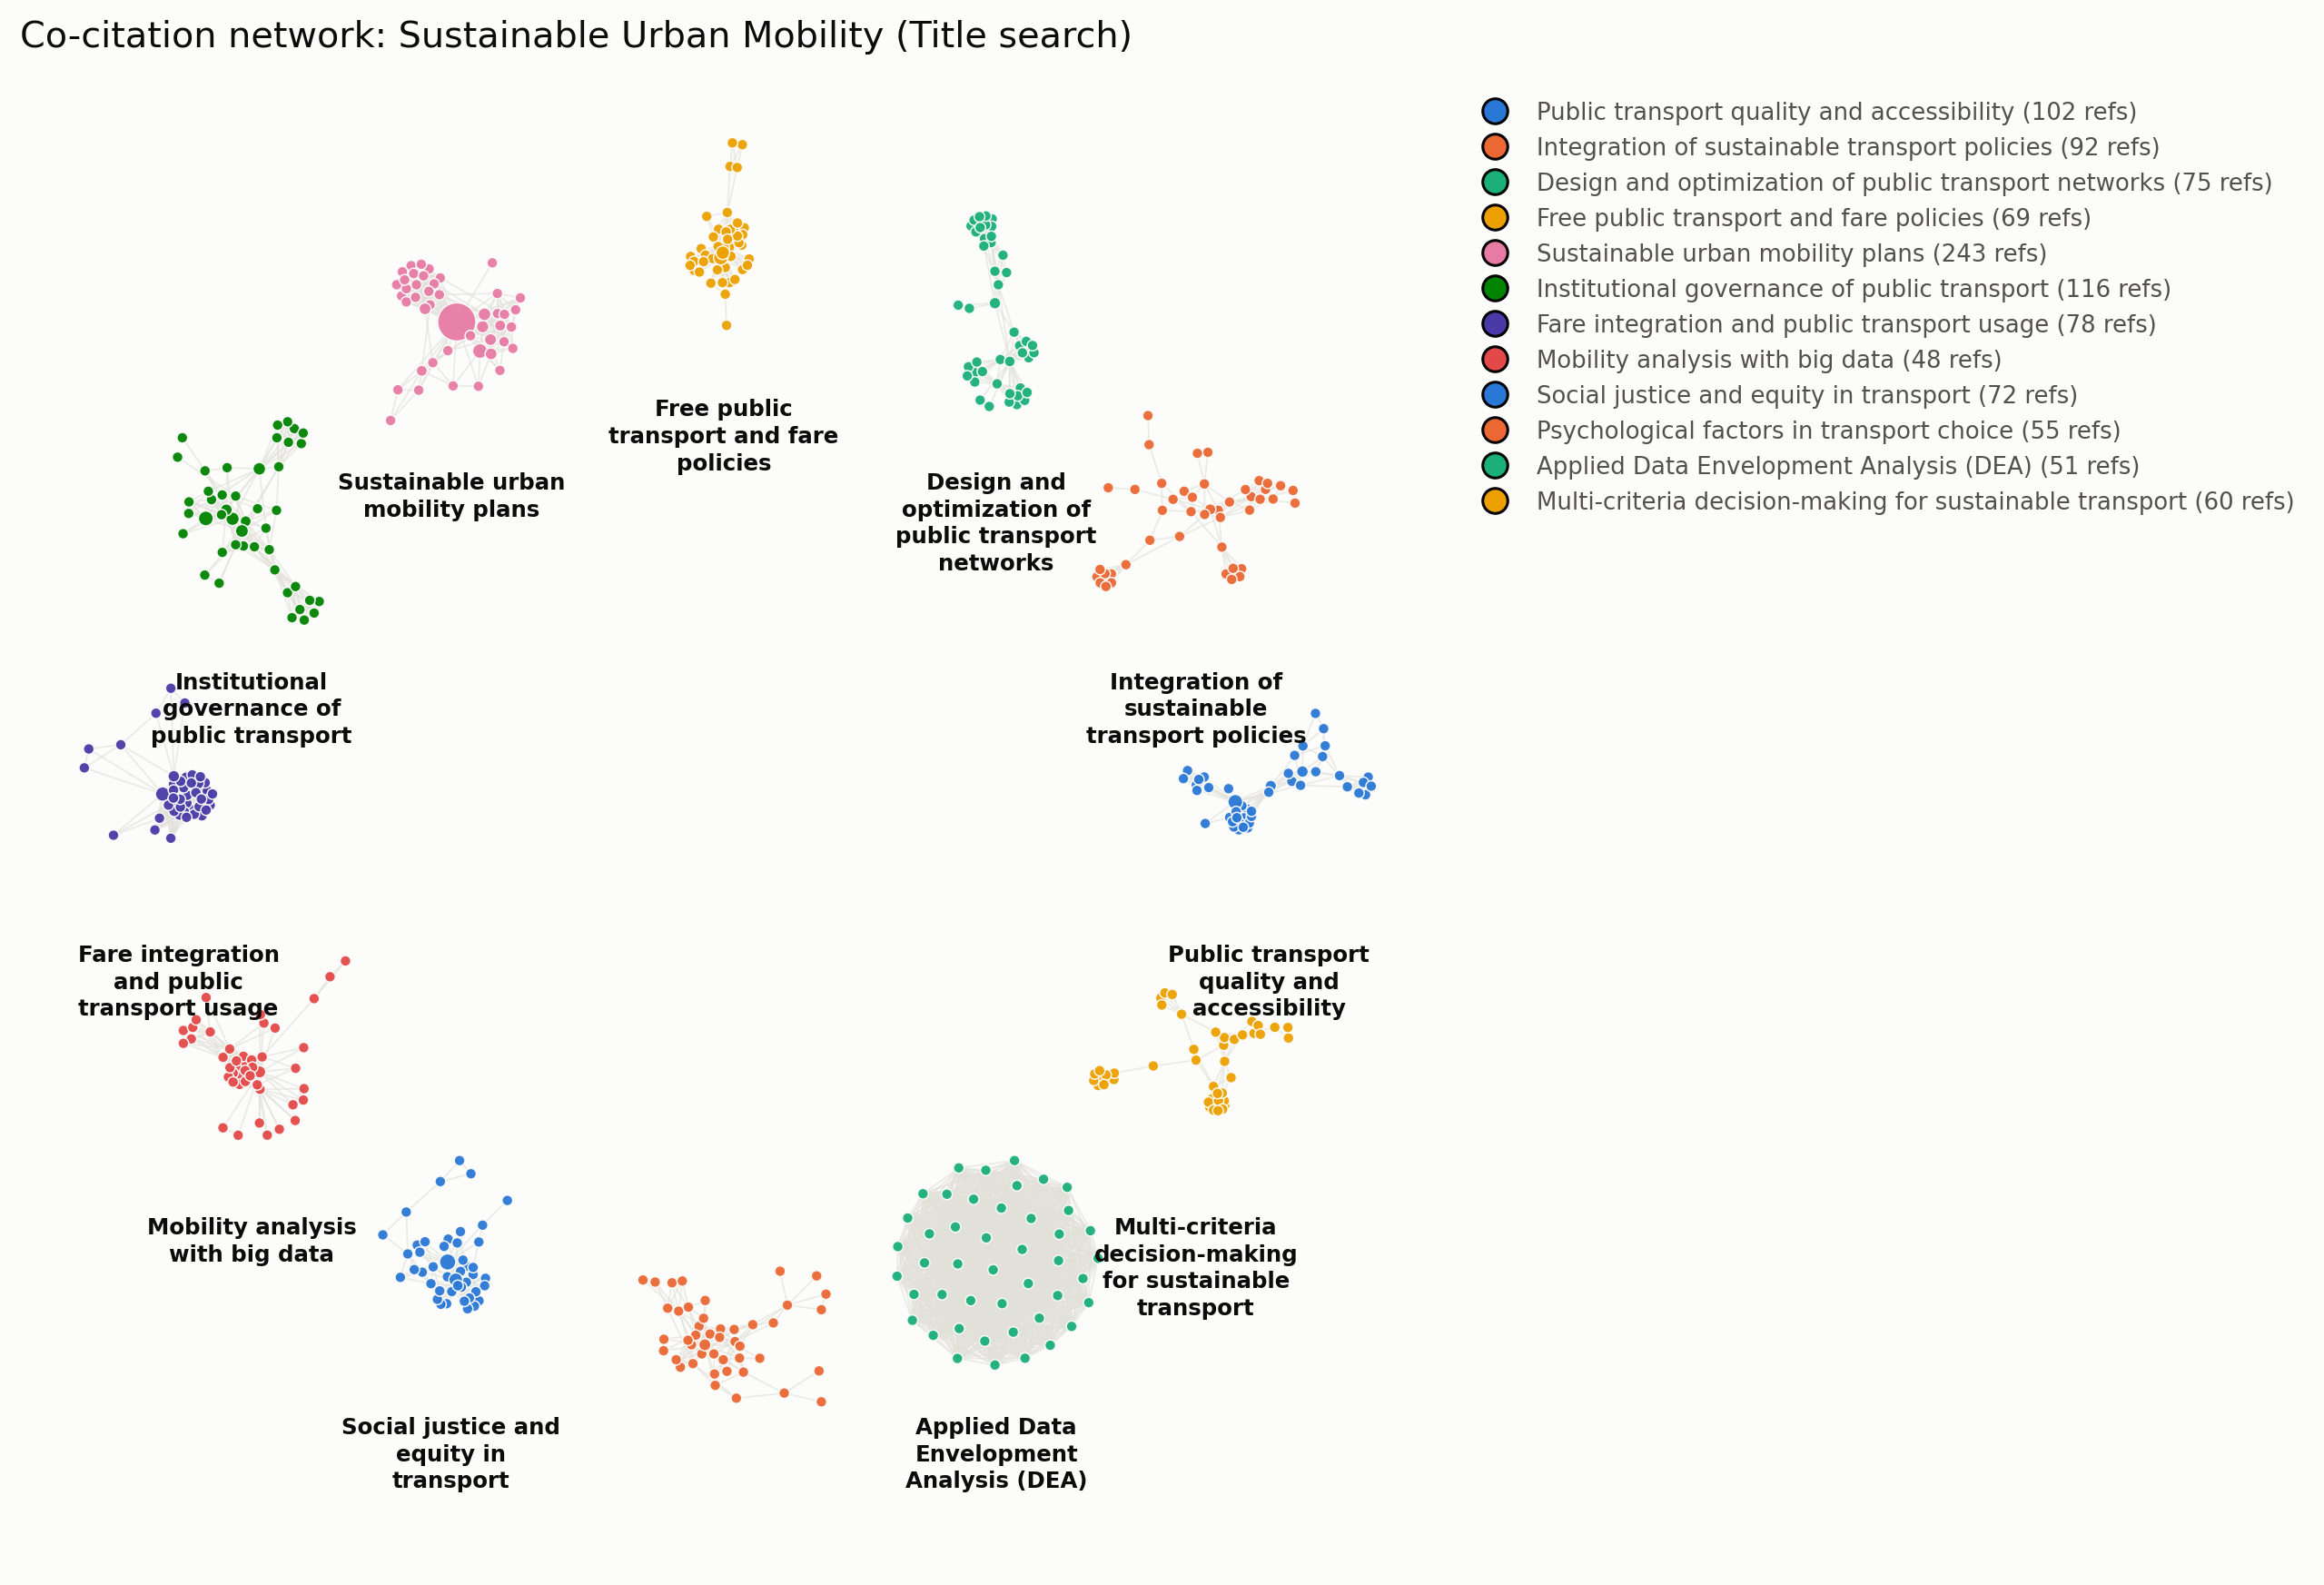 Co-citation network: Sustainable Urban Mobility (Title search)
Public transport quality and accessibility (102 refs)
Integration of sustainable transport policies (92 refs)
Design and optimization of public transport networks (75 refs)
Free public transport and fare policies (69 refs)
Sustainable urban mobility plans (243 refs)
Institutional governance of public transport (116 refs)
Fare integration and public transport usage (78 refs)
Mobility analysis with big data (48 refs)
Social justice and equity in transport (72 refs)
Psychological factors in transport choice (55 refs)
Applied Data Envelopment Analysis (DEA) (51 refs)
Multi-criteria decision-making for sustainable transport (60 refs)
Free public
transport and fare
policies
Sustainable urban
mobility plans
Design and
optimization of
public transport
networks
Institutional
governance of
public transport
Integration of
sustainable
transport policies
Fare integration
and public
transport usage
Public transport
quality and
accessibility
Mobility analysis
with big data
Multi-criteria
decision-making
for sustainable
transport
Social justice and
equity in
transport
Applied Data
Envelopment
Analysis (DEA)